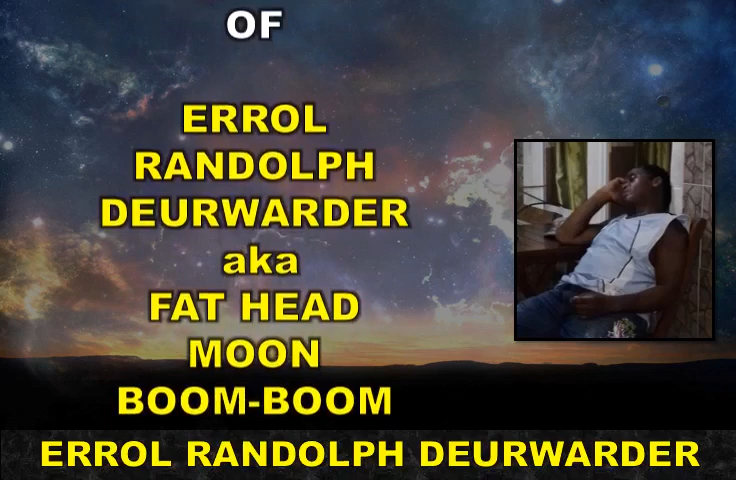 OF
ERROL
RANDOLPH
DEURWARDER
aka
FAT HEAD
MOON
BOOM-BOOM
ERROL RANDOLPH DEURWARDER